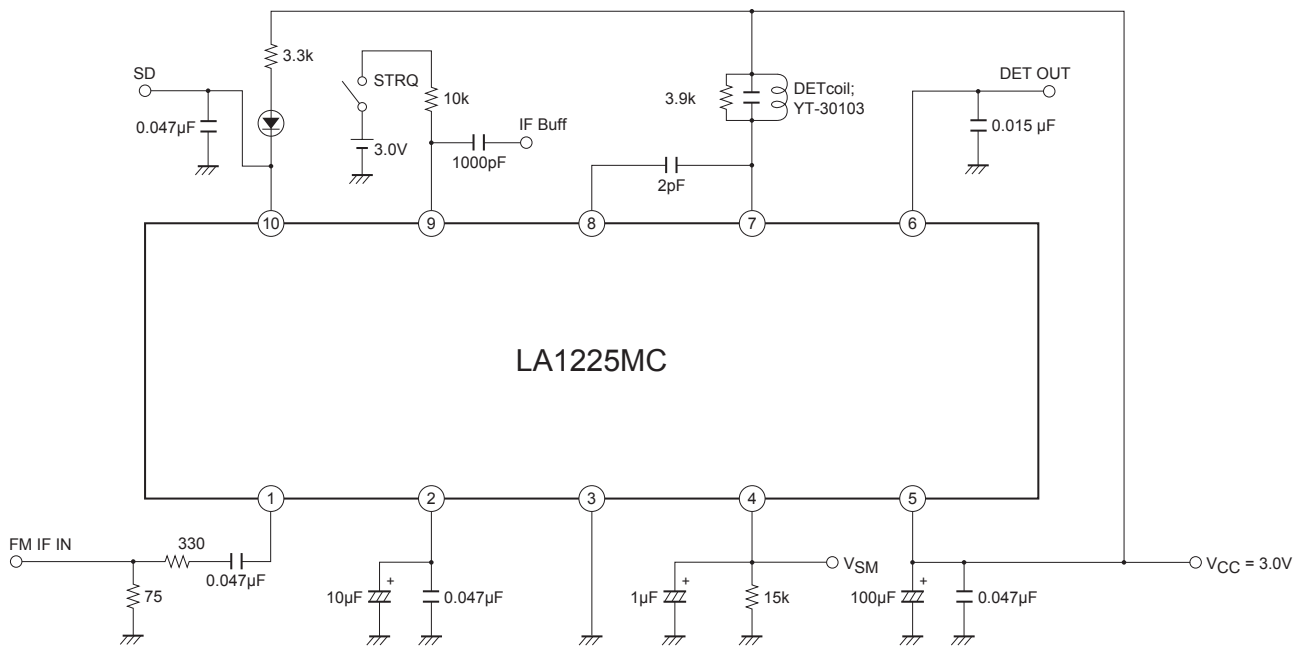 3.3k
SD
STRQ
10k
3.9k
DETcoil;
YT-30103
DET OUT
0.047µF
3.0V
1000pF
IF Buff
2pF
0.015 µF
10
9
8
7
6
LA1225MC
1
2
3
4
5
FM IF IN
330
0.047µF
75
10µF
+
0.047µF
1µF
+
15k
VSM
100µF
+
0.047µF
VCC = 3.0V